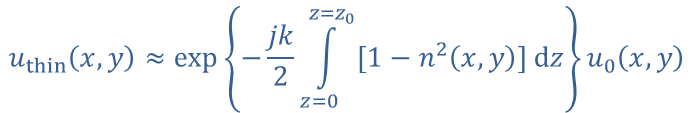 u_thin(x, y) ≈ exp{−(jk/2) ∫_{z=0}^{z=z_0} [1 − n²(x, y)] dz} u_0(x, y)